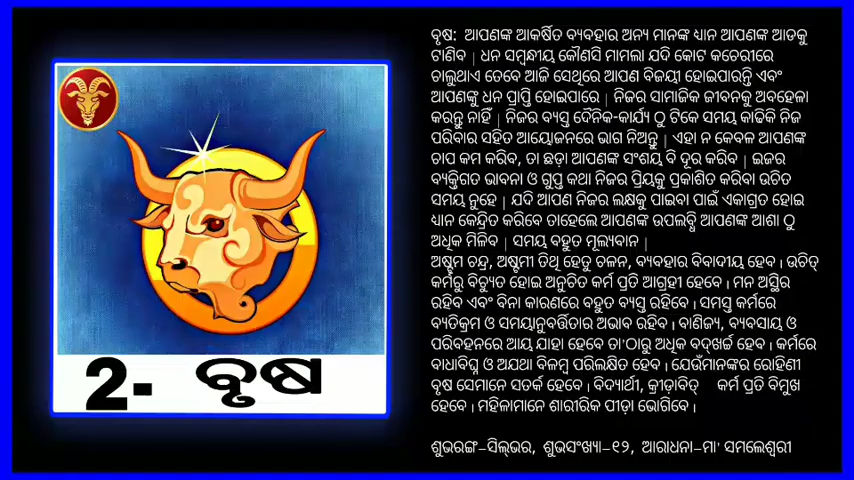 2- ବୃଷ
ବୃଷ: ଆପଣଙ୍କ ଆକର୍ଷିତ ବ୍ୟବହାର ଅନ୍ୟ ମାନଙ୍କ ଧ୍ୟାନ ଆପଣଙ୍କ ଆଡକୁ
ଟାଣିବ | ଧନ ସମ୍ବନ୍ଧୀୟ କୌଣସି ମାମଲା ଯଦି କୋଟ କଚେରୀରେ
ଚାଲୁଥାଏ ତେବେ ଆଜି ସେଥିରେ ଆପଣ ବିଜୟୀ ହୋଇପାରନ୍ତି ଏବଂ
ଆପଣଙ୍କୁ ଧନ ପ୍ରାପ୍ତି ହୋଇପାରେ | ନିଜର ସାମାଜିକ ଜୀବନକୁ ଅବହେଳା
କରନ୍ତୁ ନାହିଁ | ନିଜର ବ୍ୟସ୍ତ ଦୈନିକ-କାର୍ଯ୍ୟ ଠୁ ଟିକେ ସମୟ କାଢିକି ନିଜ
ପରିବାର ସହିତ ଆୟୋଜନରେ ଭାଗ ନିଅନ୍ତୁ | ଏହା ନ କେବଳ ଆପଣଙ୍କ
ଚାପ କମ କରିବ, ତା ଛଡ଼ା ଆପଣଙ୍କ ସଂଶୟ ବି ଦୂର କରିବ | ଇଜର
ବ୍ୟକ୍ତିଗତ ଭାବନା ଓ ଗୁପ୍ତ କଥା ନିଜର ପ୍ରିୟକୁ ପ୍ରକାଶିତ କରିବା ଉଚିତ
ସମୟ ନୁହେ | ଯଦି ଆପଣ ନିଜର ଲକ୍ଷକୁ ପାଇବା ପାଇଁ ଏକାଗ୍ରତ ହୋଇ
ଧ୍ୟାନ କେନ୍ଦ୍ରିତ କରିବେ ତାହେଲେ ଆପଣଙ୍କ ଉପଲବ୍ଧି ଆପଣଙ୍କ ଆଶା ଠୁ
ଅଧିକ ମିଳିବ | ସମୟ ବହୁତ ମୂଲ୍ୟବାନ |
ଅଷ୍ଟମ ଚନ୍ଦ୍ର, ଅଷ୍ଟମୀ ତିଥି ହେତୁ ଚଳନ, ବ୍ୟବହାର ବିବାଦୀୟ ହେବ। ଉଚିତ୍
କର୍ମରୁ ବିଚ୍ୟୁତ ହୋଇ ଅନୁଚିତ କର୍ମ ପ୍ରତି ଆଗ୍ରହୀ ହେବେ। ମନ ଅସ୍ଥିର
ରହିବ ଏବଂ ବିନା କାରଣରେ ବହୁତ ବ୍ୟସ୍ତ ରହିବେ। ସମସ୍ତ କର୍ମରେ
ବ୍ୟତିକ୍ରମ ଓ ସମୟାନୁବର୍ତ୍ତିତାର ଅଭାବ ରହିବ। ବାଣିଜ୍ୟ, ବ୍ୟବସାୟ ଓ
ପରିବହନରେ ଆୟ ଯାହା ହେବେ ତା'ଠାରୁ ଅଧିକ ବଦ୍‌ଖର୍ଚ୍ଚ ହେବ। କର୍ମରେ
ବାଧାବିଘ୍ନ ଓ ଅଯଥା ବିଳମ୍ବ ପରିଲକ୍ଷିତ ହେବ। ଯେଉଁମାନଙ୍କର ରୋହିଣୀ
ବୃଷ ସେମାନେ ସତର୍କ ହେବେ। ବିଦ୍ୟାର୍ଥୀ, କ୍ରୀଡ଼ାବିତ୍ କର୍ମ ପ୍ରତି ବିମୁଖ
ହେବେ। ମହିଳାମାନେ ଶାରୀରିକ ପୀଡ଼ା ଭୋଗିବେ।
ଶୁଭରଙ୍ଗ–ସିଲ୍‌ଭର, ଶୁଭସଂଖ୍ୟା–୧୨, ଆରାଧନା–ମା' ସମଲେଶ୍ୱରୀ